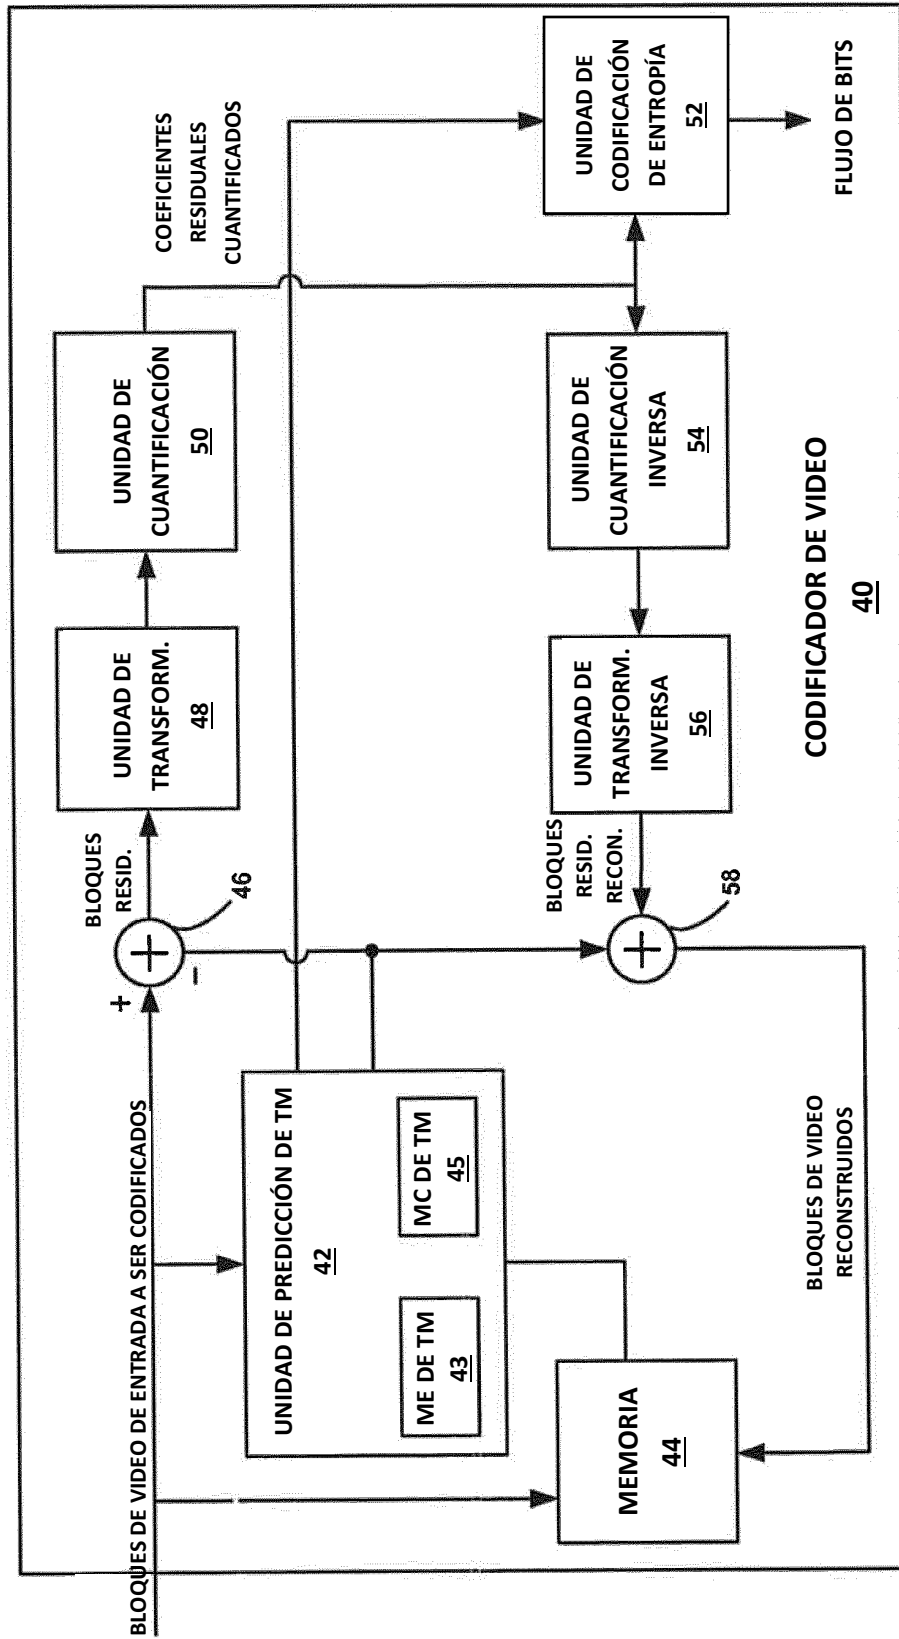 BLOQUES DE VIDEO DE ENTRADA A SER CODIFICADOS
+
-
46
BLOQUES
RESID.
UNIDAD DE
TRANSFORM.
48
UNIDAD DE
CUANTIFICACIÓN
50
COEFICIENTES
RESIDUALES
CUANTIFICADOS
UNIDAD DE PREDICCIÓN DE TM
42
ME DE TM
43
MC DE TM
45
MEMORIA
44
BLOQUES DE VIDEO
RECONSTRUIDOS
58
BLOQUES
RESID.
RECON.
UNIDAD DE
TRANSFORM.
INVERSA
56
UNIDAD DE
CUANTIFICACIÓN
INVERSA
54
UNIDAD DE
CODIFICACIÓN
DE ENTROPÍA
52
FLUJO DE BITS
CODIFICADOR DE VIDEO
40